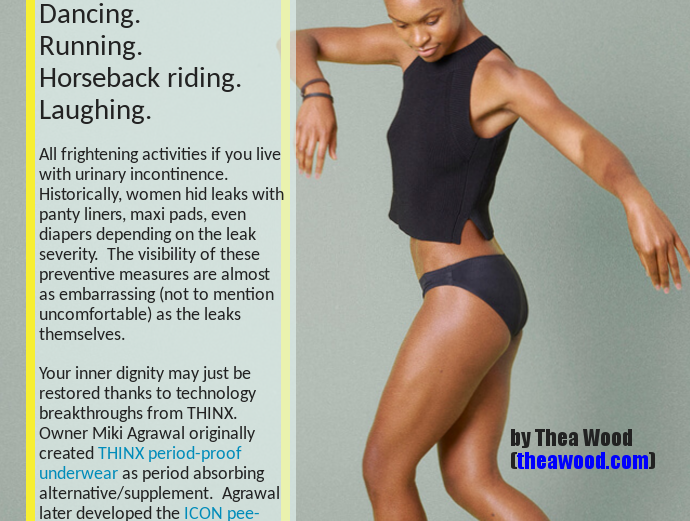 Dancing.
Running.
Horseback riding.
Laughing.
All frightening activities if you live
with urinary incontinence.
Historically, women hid leaks with
panty liners, maxi pads, even
diapers depending on the leak
severity.  The visibility of these
preventive measures are almost
as embarrassing (not to mention
uncomfortable) as the leaks
themselves.
Your inner dignity may just be
restored thanks to technology
breakthroughs from THINX.
Owner Miki Agrawal originally
created THINX period-proof
underwear as period absorbing
alternative/supplement.  Agrawal
later developed the ICON pee-
by Thea Wood
(theawood.com)